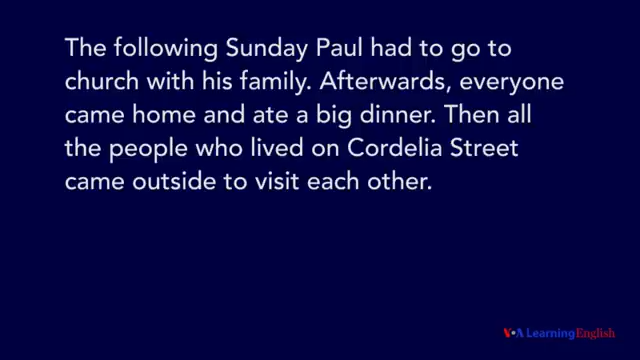 The following Sunday Paul had to go to
church with his family. Afterwards, everyone
came home and ate a big dinner. Then all
the people who lived on Cordelia Street
came outside to visit each other.
VOA Learning English